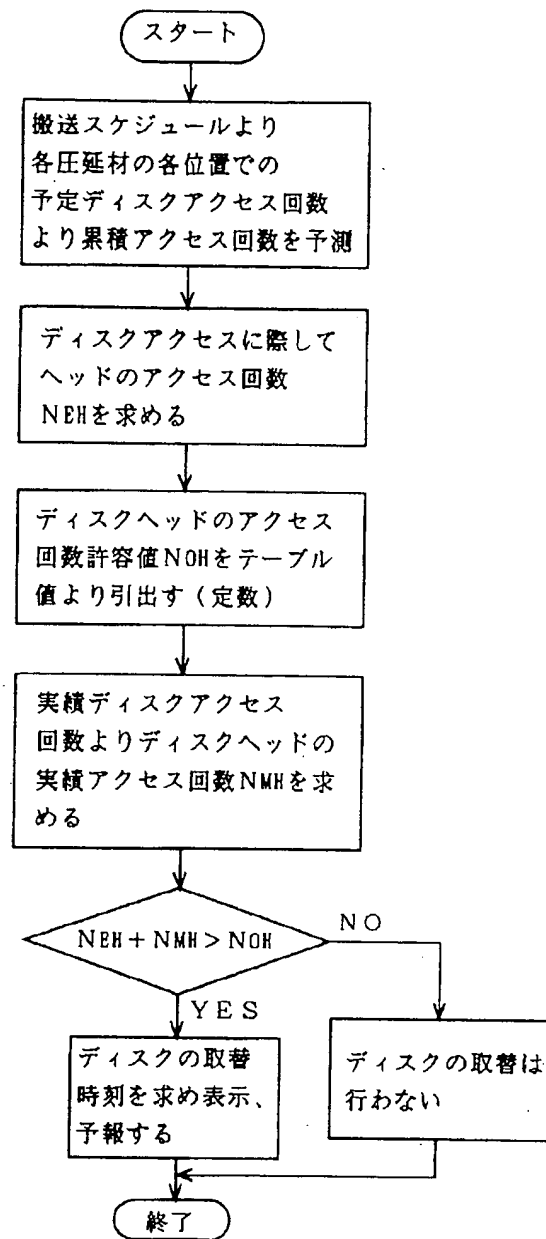 スタート
搬送スケジュールより
各圧延材の各位置での
予定ディスクアクセス回数
より累積アクセス回数を予測
ディスクアクセスに際して
ヘッドのアクセス回数
NEHを求める
ディスクヘッドのアクセス
回数許容値NOHをテーブル
値より引出す(定数)
実績ディスクアクセス
回数よりディスクヘッドの
実績アクセス回数NMHを求
める
NEH+NMH>NOH
NO
YES
ディスクの取替
時刻を求め表示、
予報する
ディスクの取替は
行わない
終了